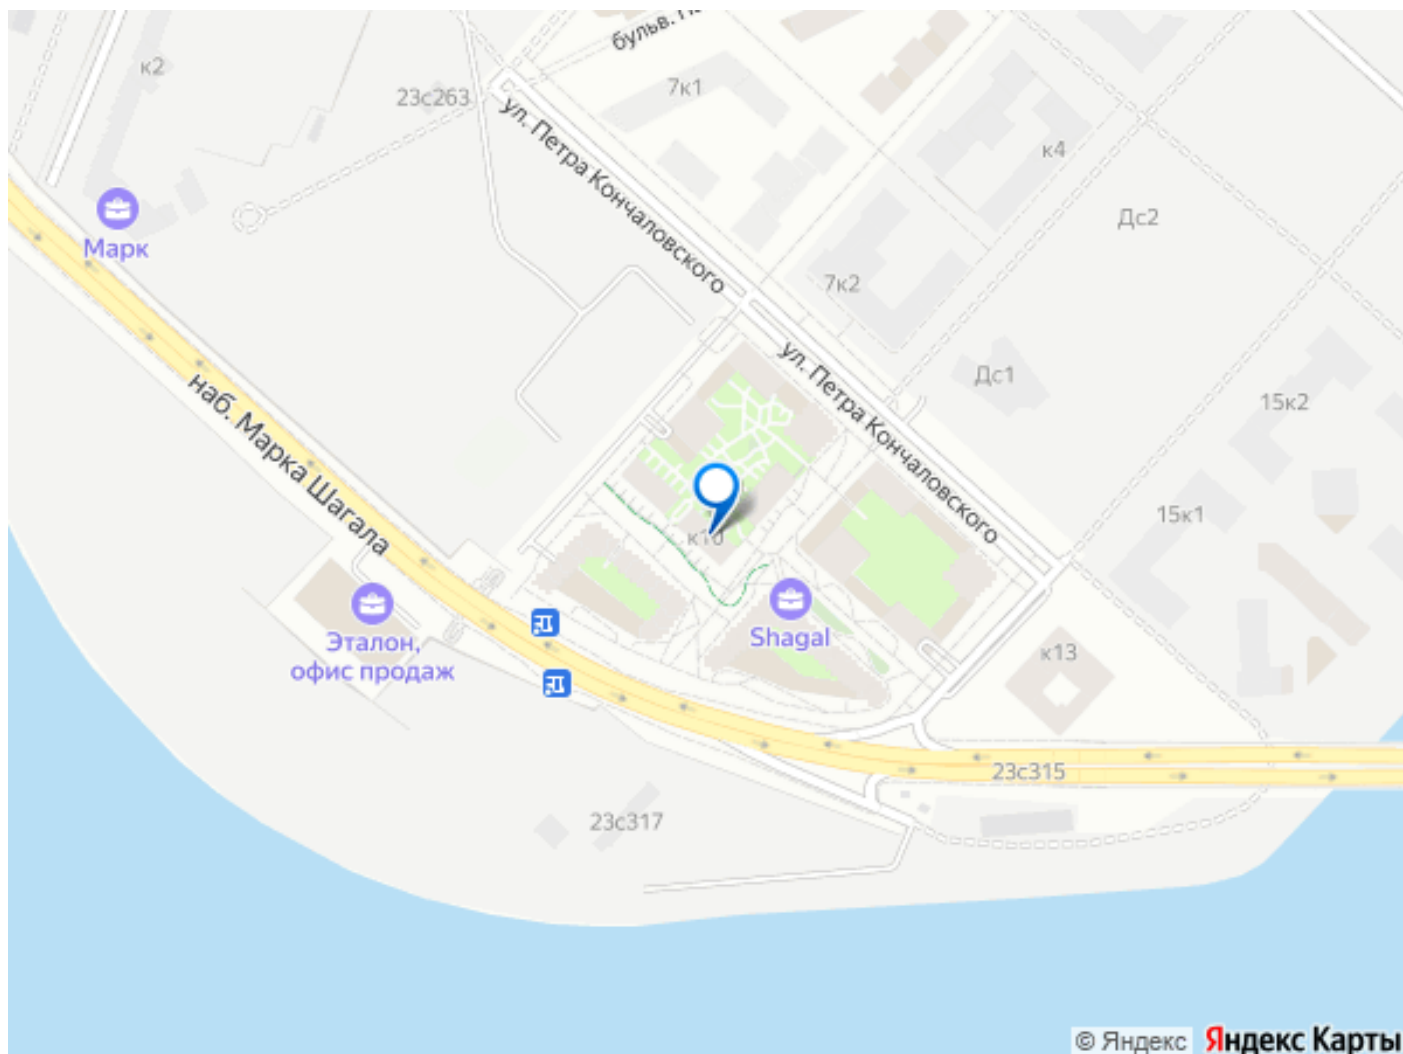 бульв.
к2
7к1
23с263
ул. Петра Кончаловского
к4
Дс2
Марк
7к2
ул. Петра Кончаловского
Дс1
15к2
наб. Марка Шагала
15к1
к10
Shagal
Эталон,
офис продаж
к13
23с315
23с317
© Яндекс
Яндекс Карты